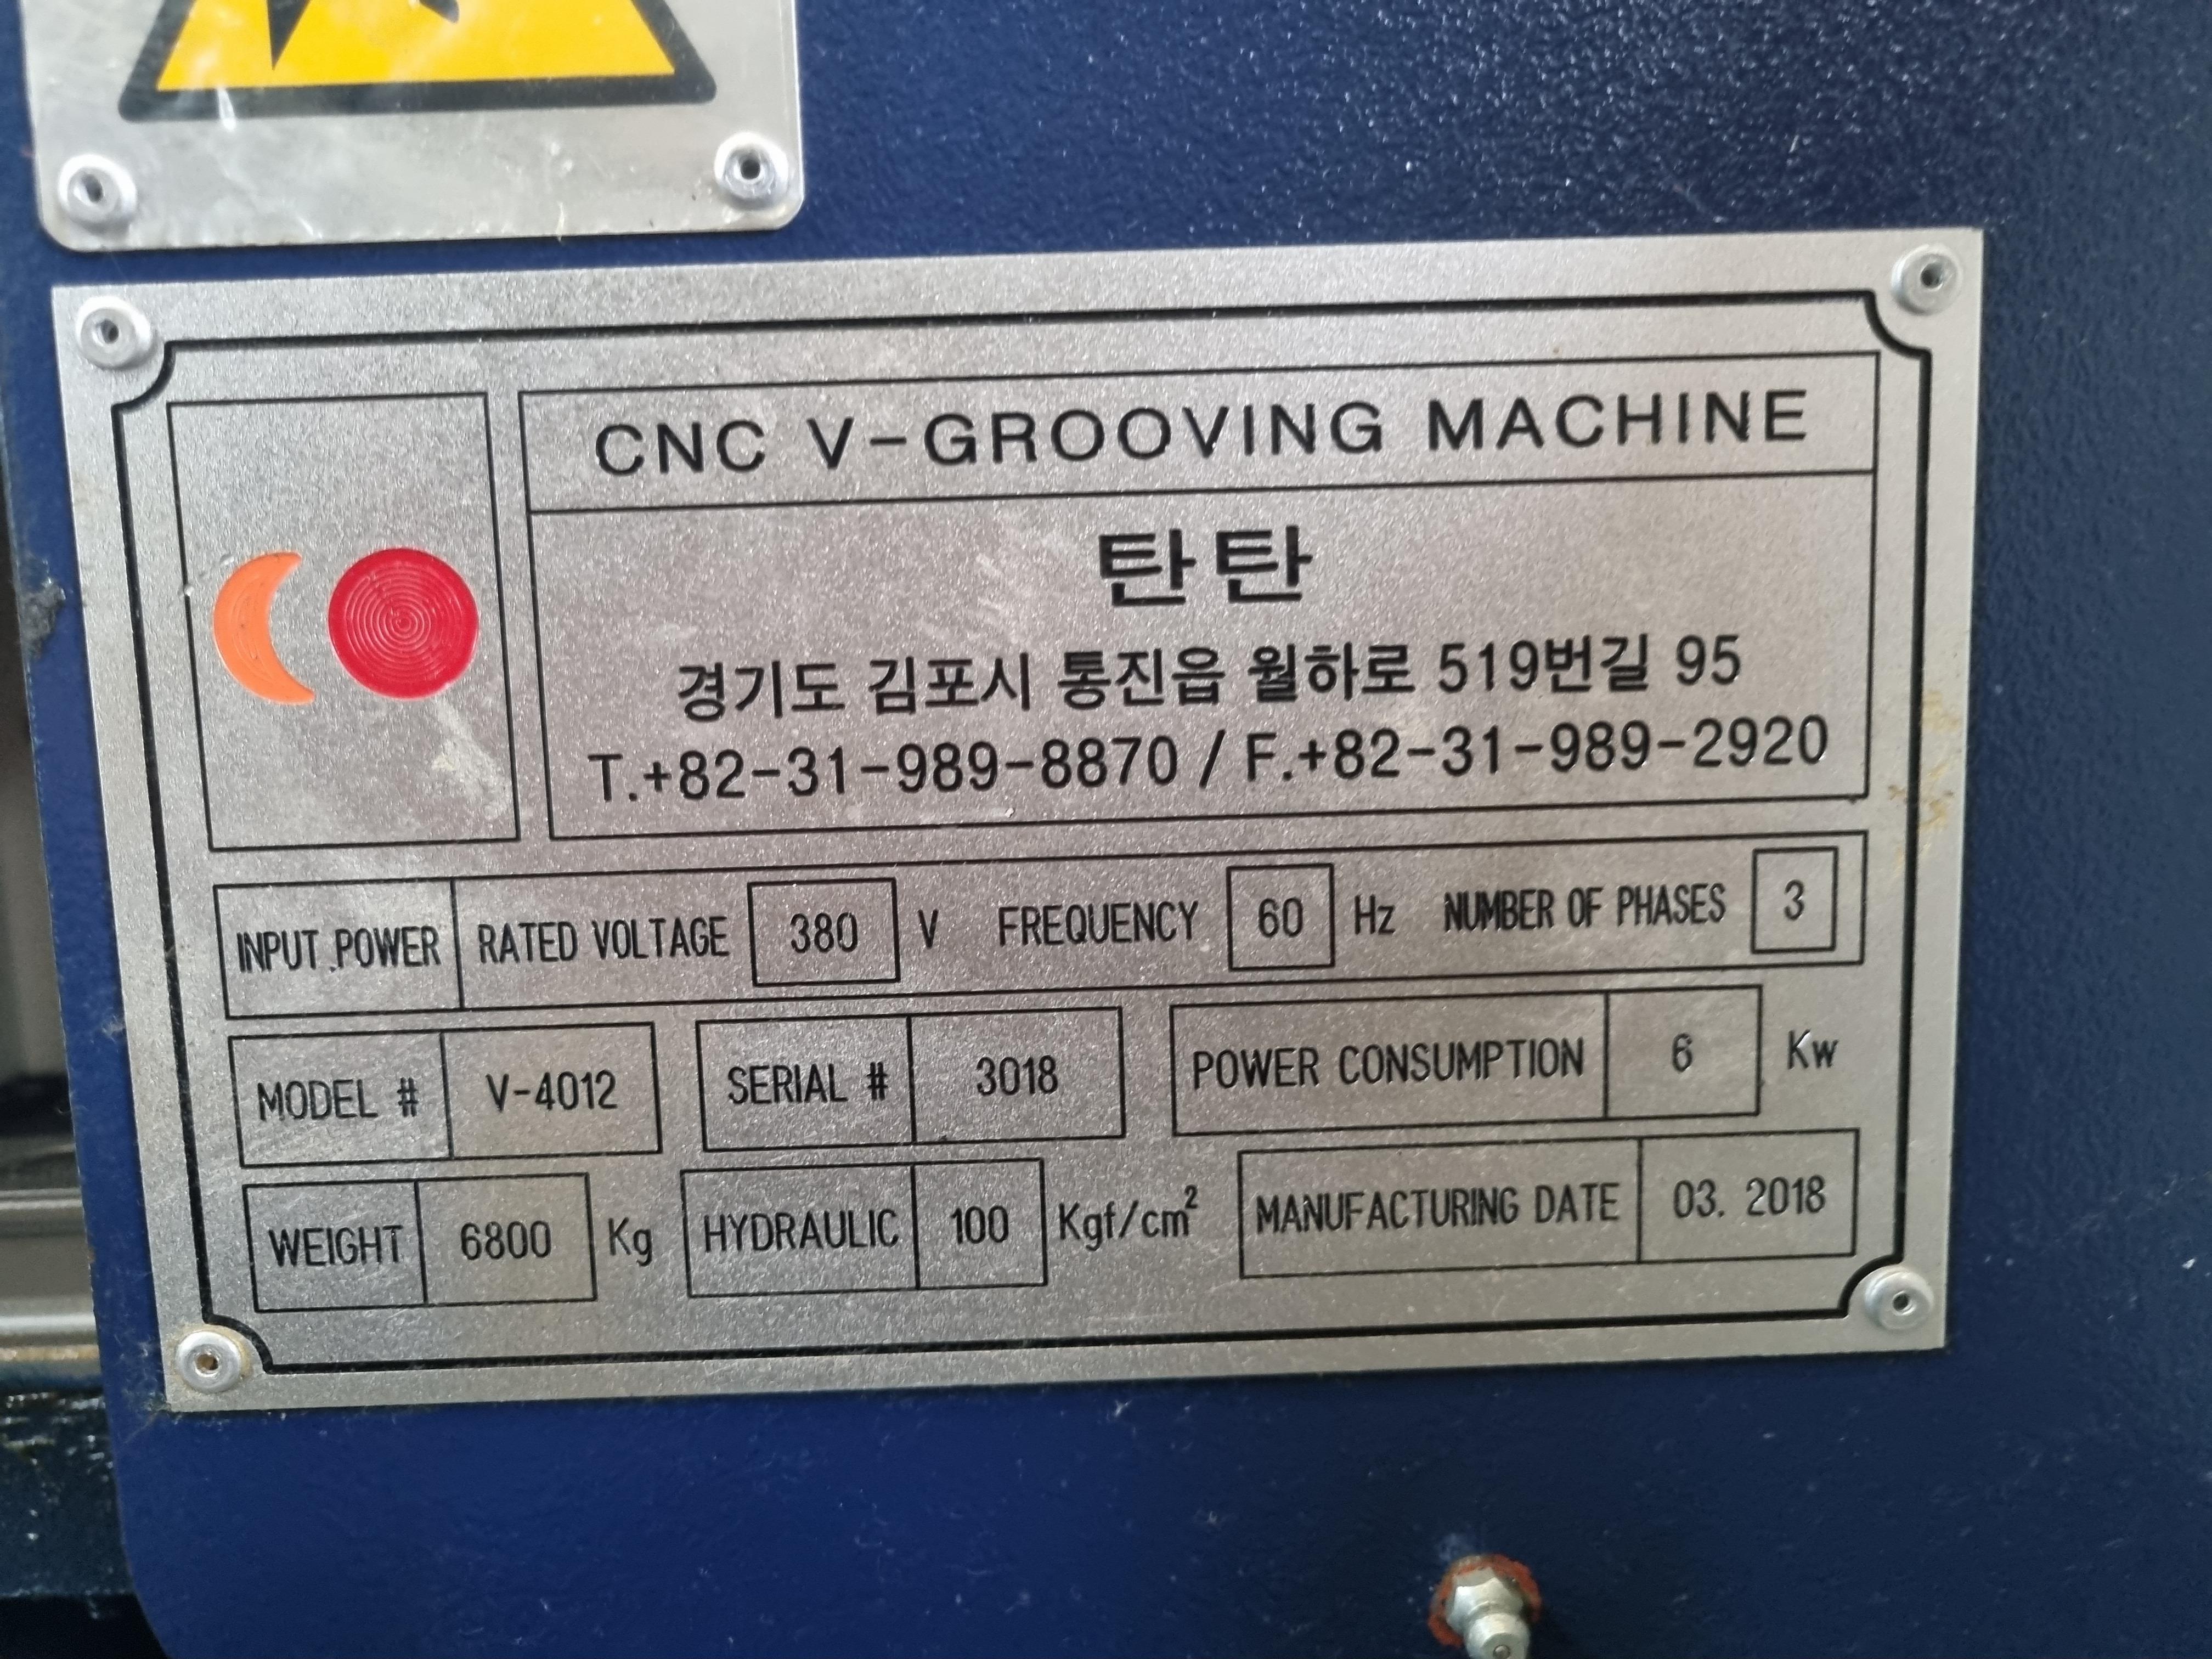 CNC V-GROOVING MACHINE
탄탄
경기도 김포시 통진읍 월하로 519번길 95
T.+82-31-989-8870 / F.+82-31-989-2920
INPUT POWER RATED VOLTAGE 380 V FREQUENCY 60 Hz NUMBER OF PHASES 3
MODEL # V-4012 SERIAL # 3018 POWER CONSUMPTION 6 Kw
WEIGHT 6800 Kg HYDRAULIC 100 Kgf/cm² MANUFACTURING DATE 03. 2018